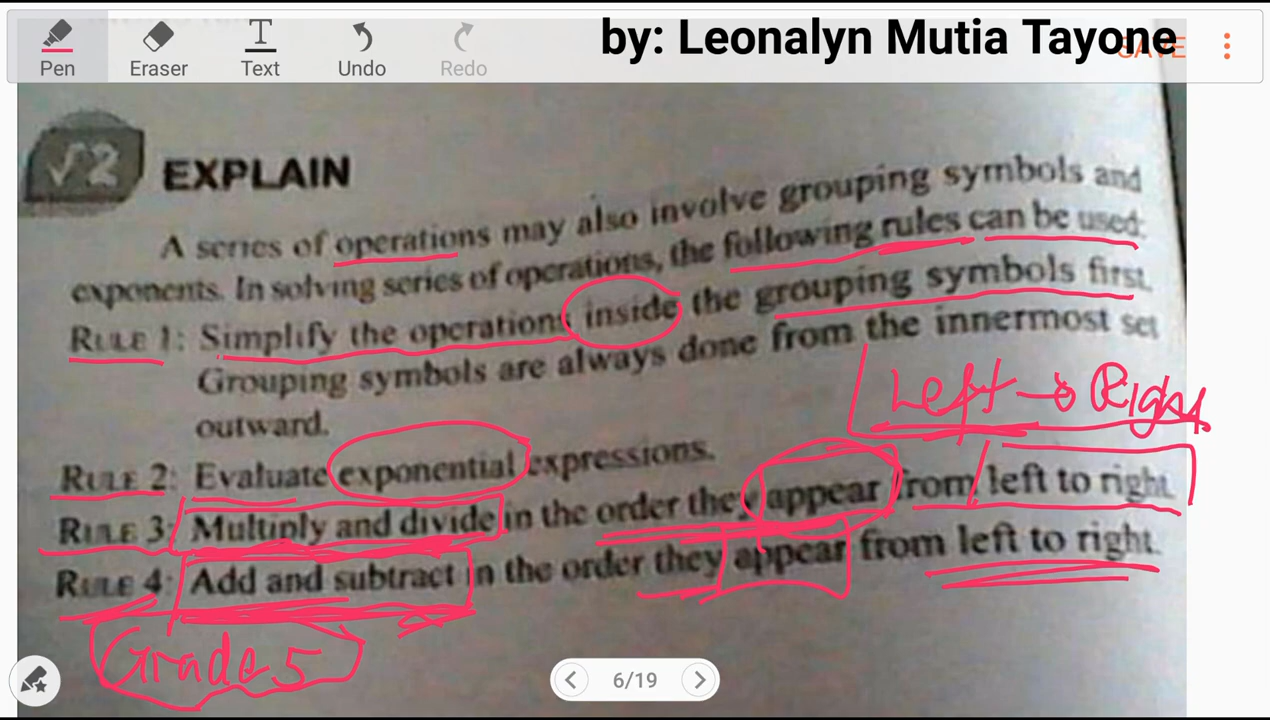 by: Leonalyn Mutia Tayone
SAVE
Pen Eraser Text Undo Redo
√2 EXPLAIN
A series of operations may also involve grouping symbols and
exponents. In solving series of operations, the following rules can be used:
RULE 1: Simplify the operations inside the grouping symbols first.
Grouping symbols are always done from the innermost set
outward.
Left → Right
RULE 2: Evaluate exponential expressions.
RULE 3: Multiply and divide in the order they appear from left to right.
RULE 4: Add and subtract in the order they appear from left to right.
Grade 5
6/19